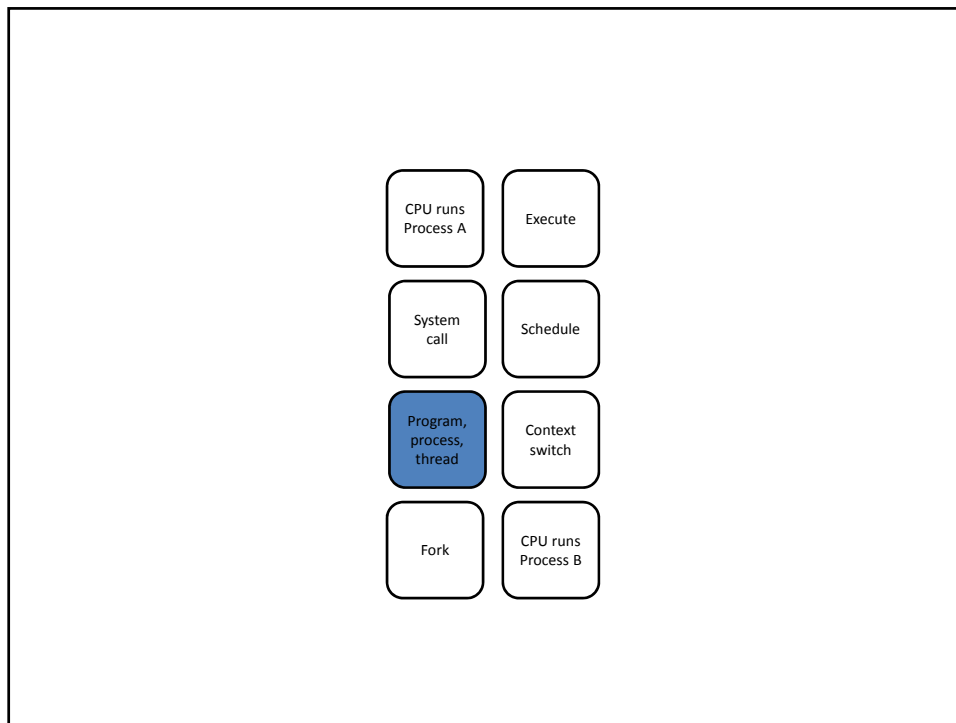 CPU runs
Process A
Execute
System
call
Schedule
Program,
process,
thread
Context
switch
Fork
CPU runs
Process B